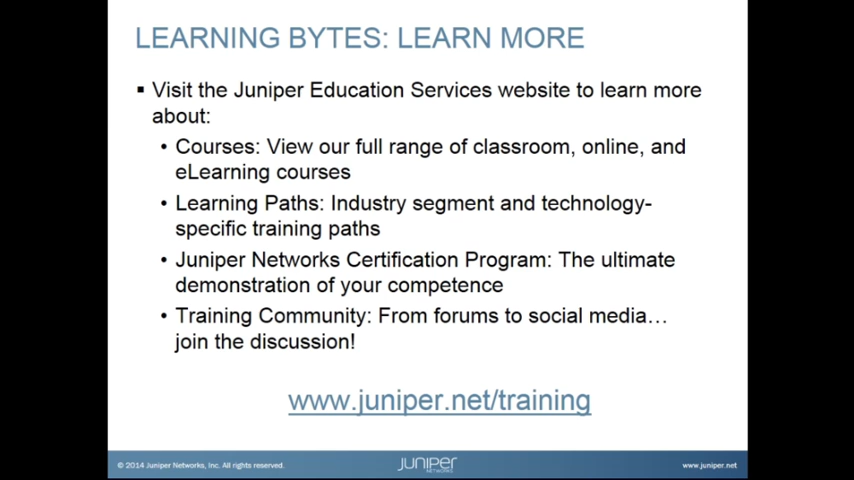 LEARNING BYTES: LEARN MORE
▪ Visit the Juniper Education Services website to learn more
about:
• Courses: View our full range of classroom, online, and
eLearning courses
• Learning Paths: Industry segment and technology-
specific training paths
• Juniper Networks Certification Program: The ultimate
demonstration of your competence
• Training Community: From forums to social media…
join the discussion!
www.juniper.net/training
© 2014 Juniper Networks, Inc. All rights reserved.
JUNIPER
NETWORKS
www.juniper.net